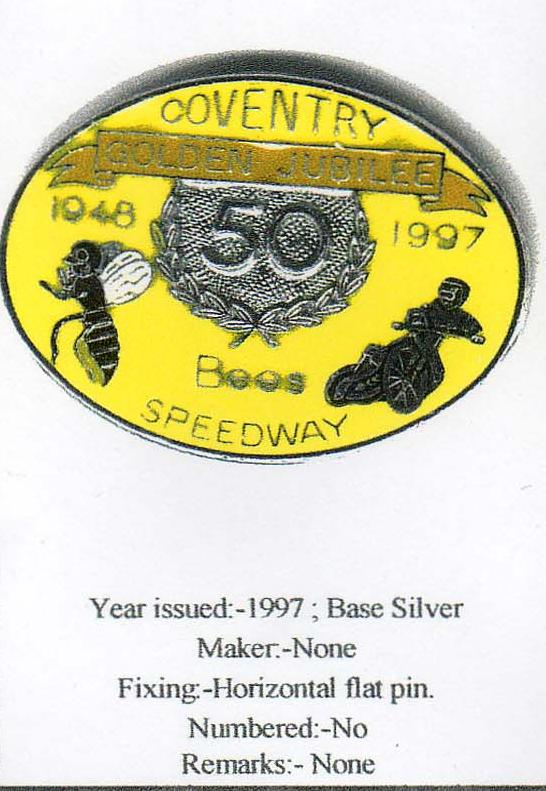 COVENTRY
GOLDEN JUBILEE
1948
50
1997
Bees
SPEEDWAY
Year issued:-1997 ; Base Silver
Maker:-None
Fixing:-Horizontal flat pin.
Numbered:-No
Remarks:- None